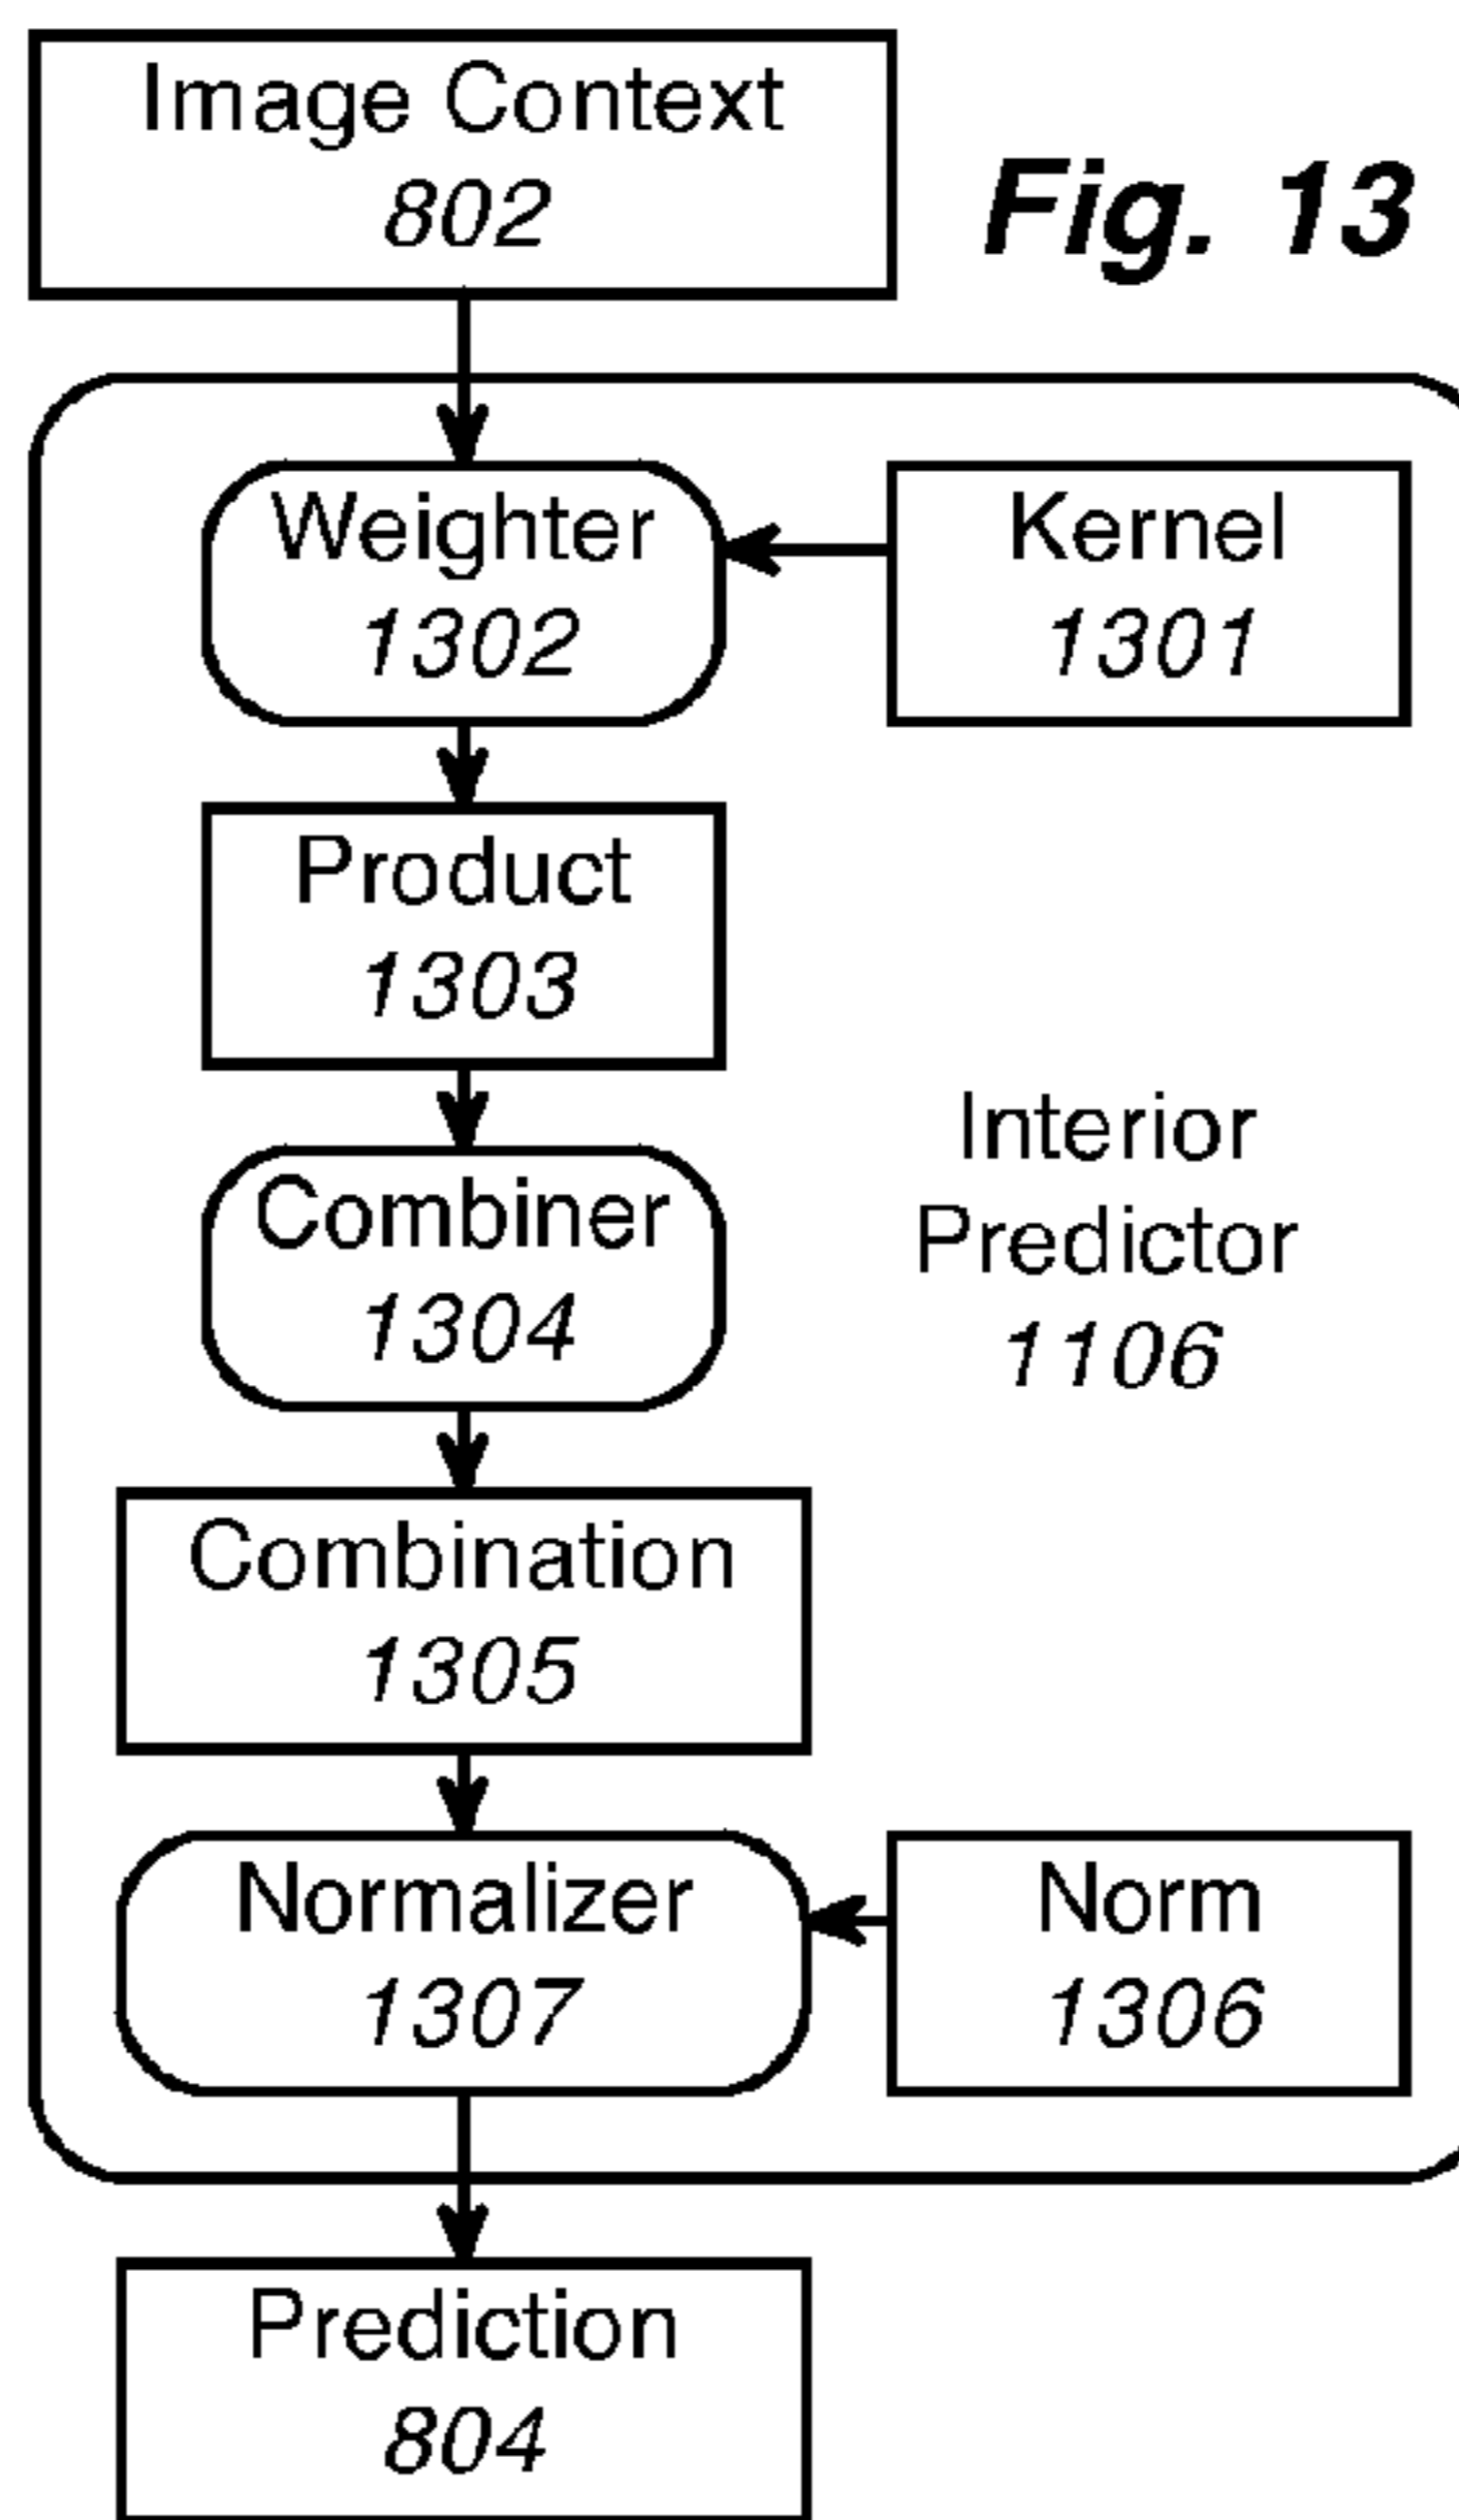 Image Context
802
Fig. 13
Weighter
1302
Kernel
1301
Product
1303
Interior
Predictor
1106
Combiner
1304
Combination
1305
Normalizer
1307
Norm
1306
Prediction
804